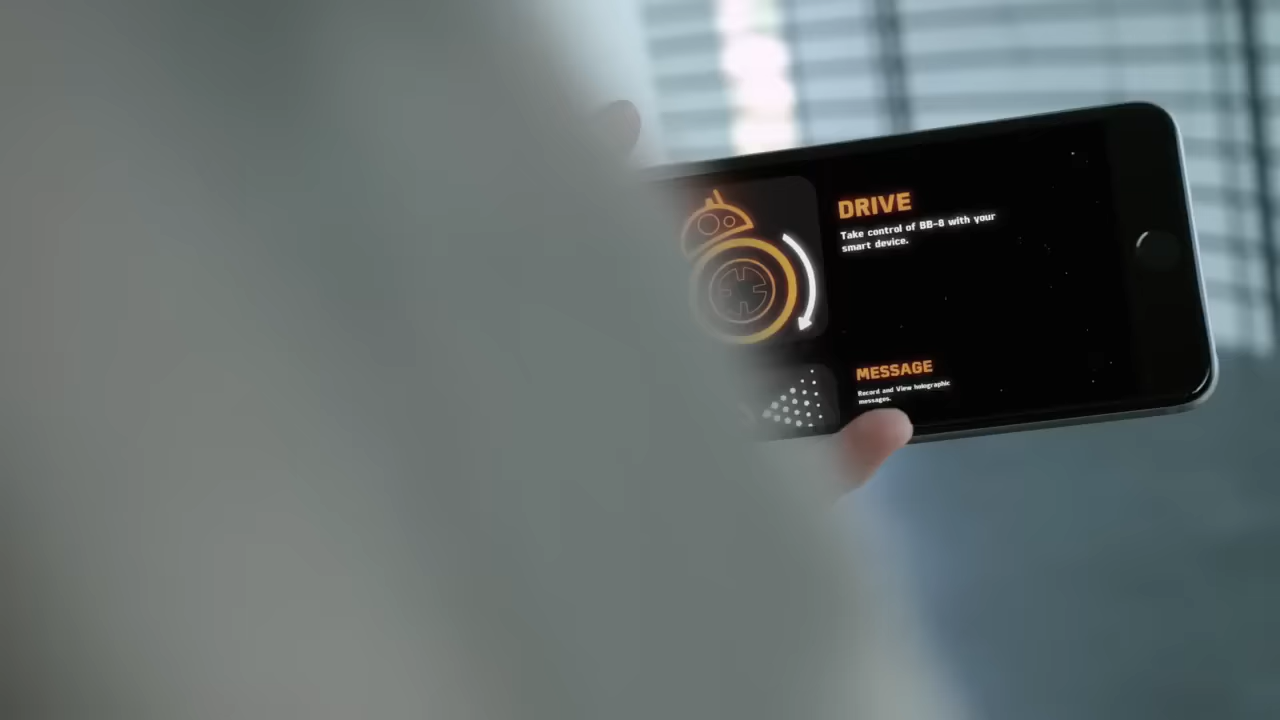 DRIVE
Take control of BB-8 with your
smart device.
MESSAGE
Record and View holographic
messages.